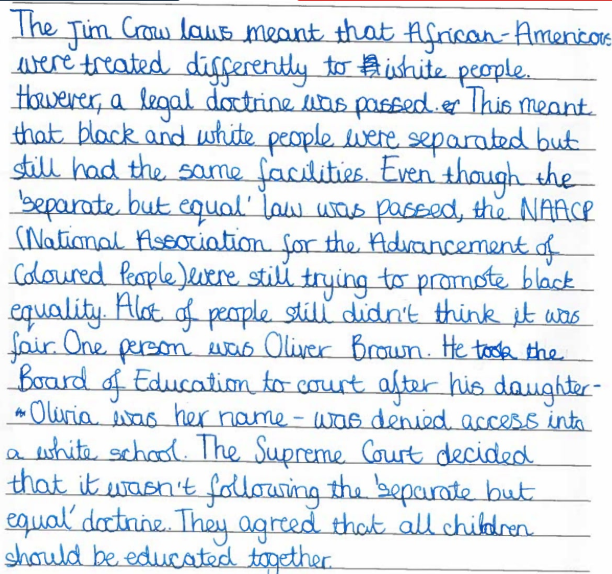 The Jim Crow laws meant that African-Americans
were treated differently to white people.
However, a legal doctrine was passed. This meant
that black and white people were separated but
still had the same facilities. Even though the
'separate but equal' law was passed, the NAACP
(National Association for the Advancement of
Coloured People) were still trying to promote black
equality. Alot of people still didn't think it was
fair. One person was Oliver Brown. He took the
Board of Education to court after his daughter-
Olivia was her name - was denied access into
a white school. The Supreme Court decided
that it wasn't following the 'separate but
equal' doctrine. They agreed that all children
should be educated together.